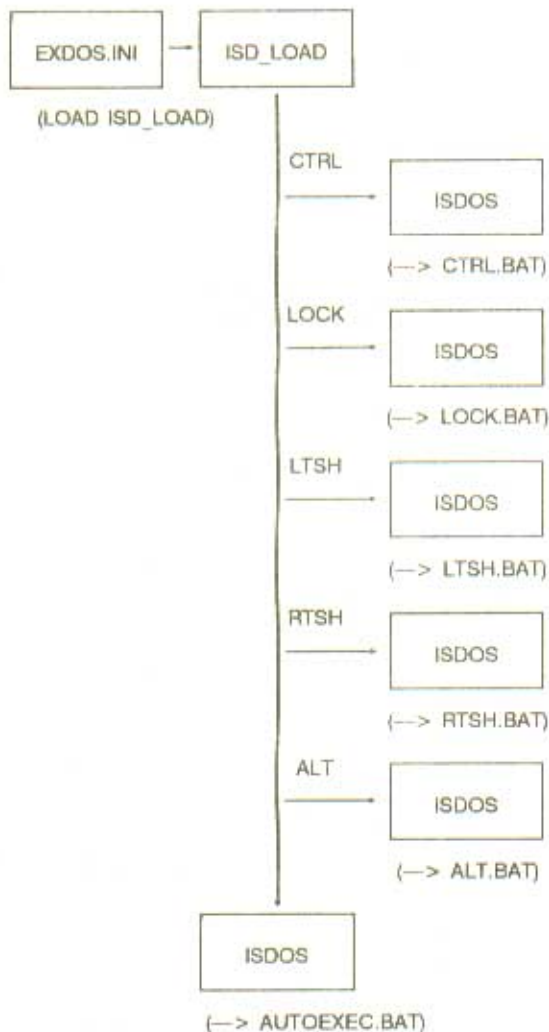 EXDOS.INI
ISD_LOAD
(LOAD ISD_LOAD)
CTRL
ISDOS
(—> CTRL.BAT)
LOCK
ISDOS
(—> LOCK.BAT)
LTSH
ISDOS
(—> LTSH.BAT)
RTSH
ISDOS
(—> RTSH.BAT)
ALT
ISDOS
(—> ALT.BAT)
ISDOS
(—> AUTOEXEC.BAT)